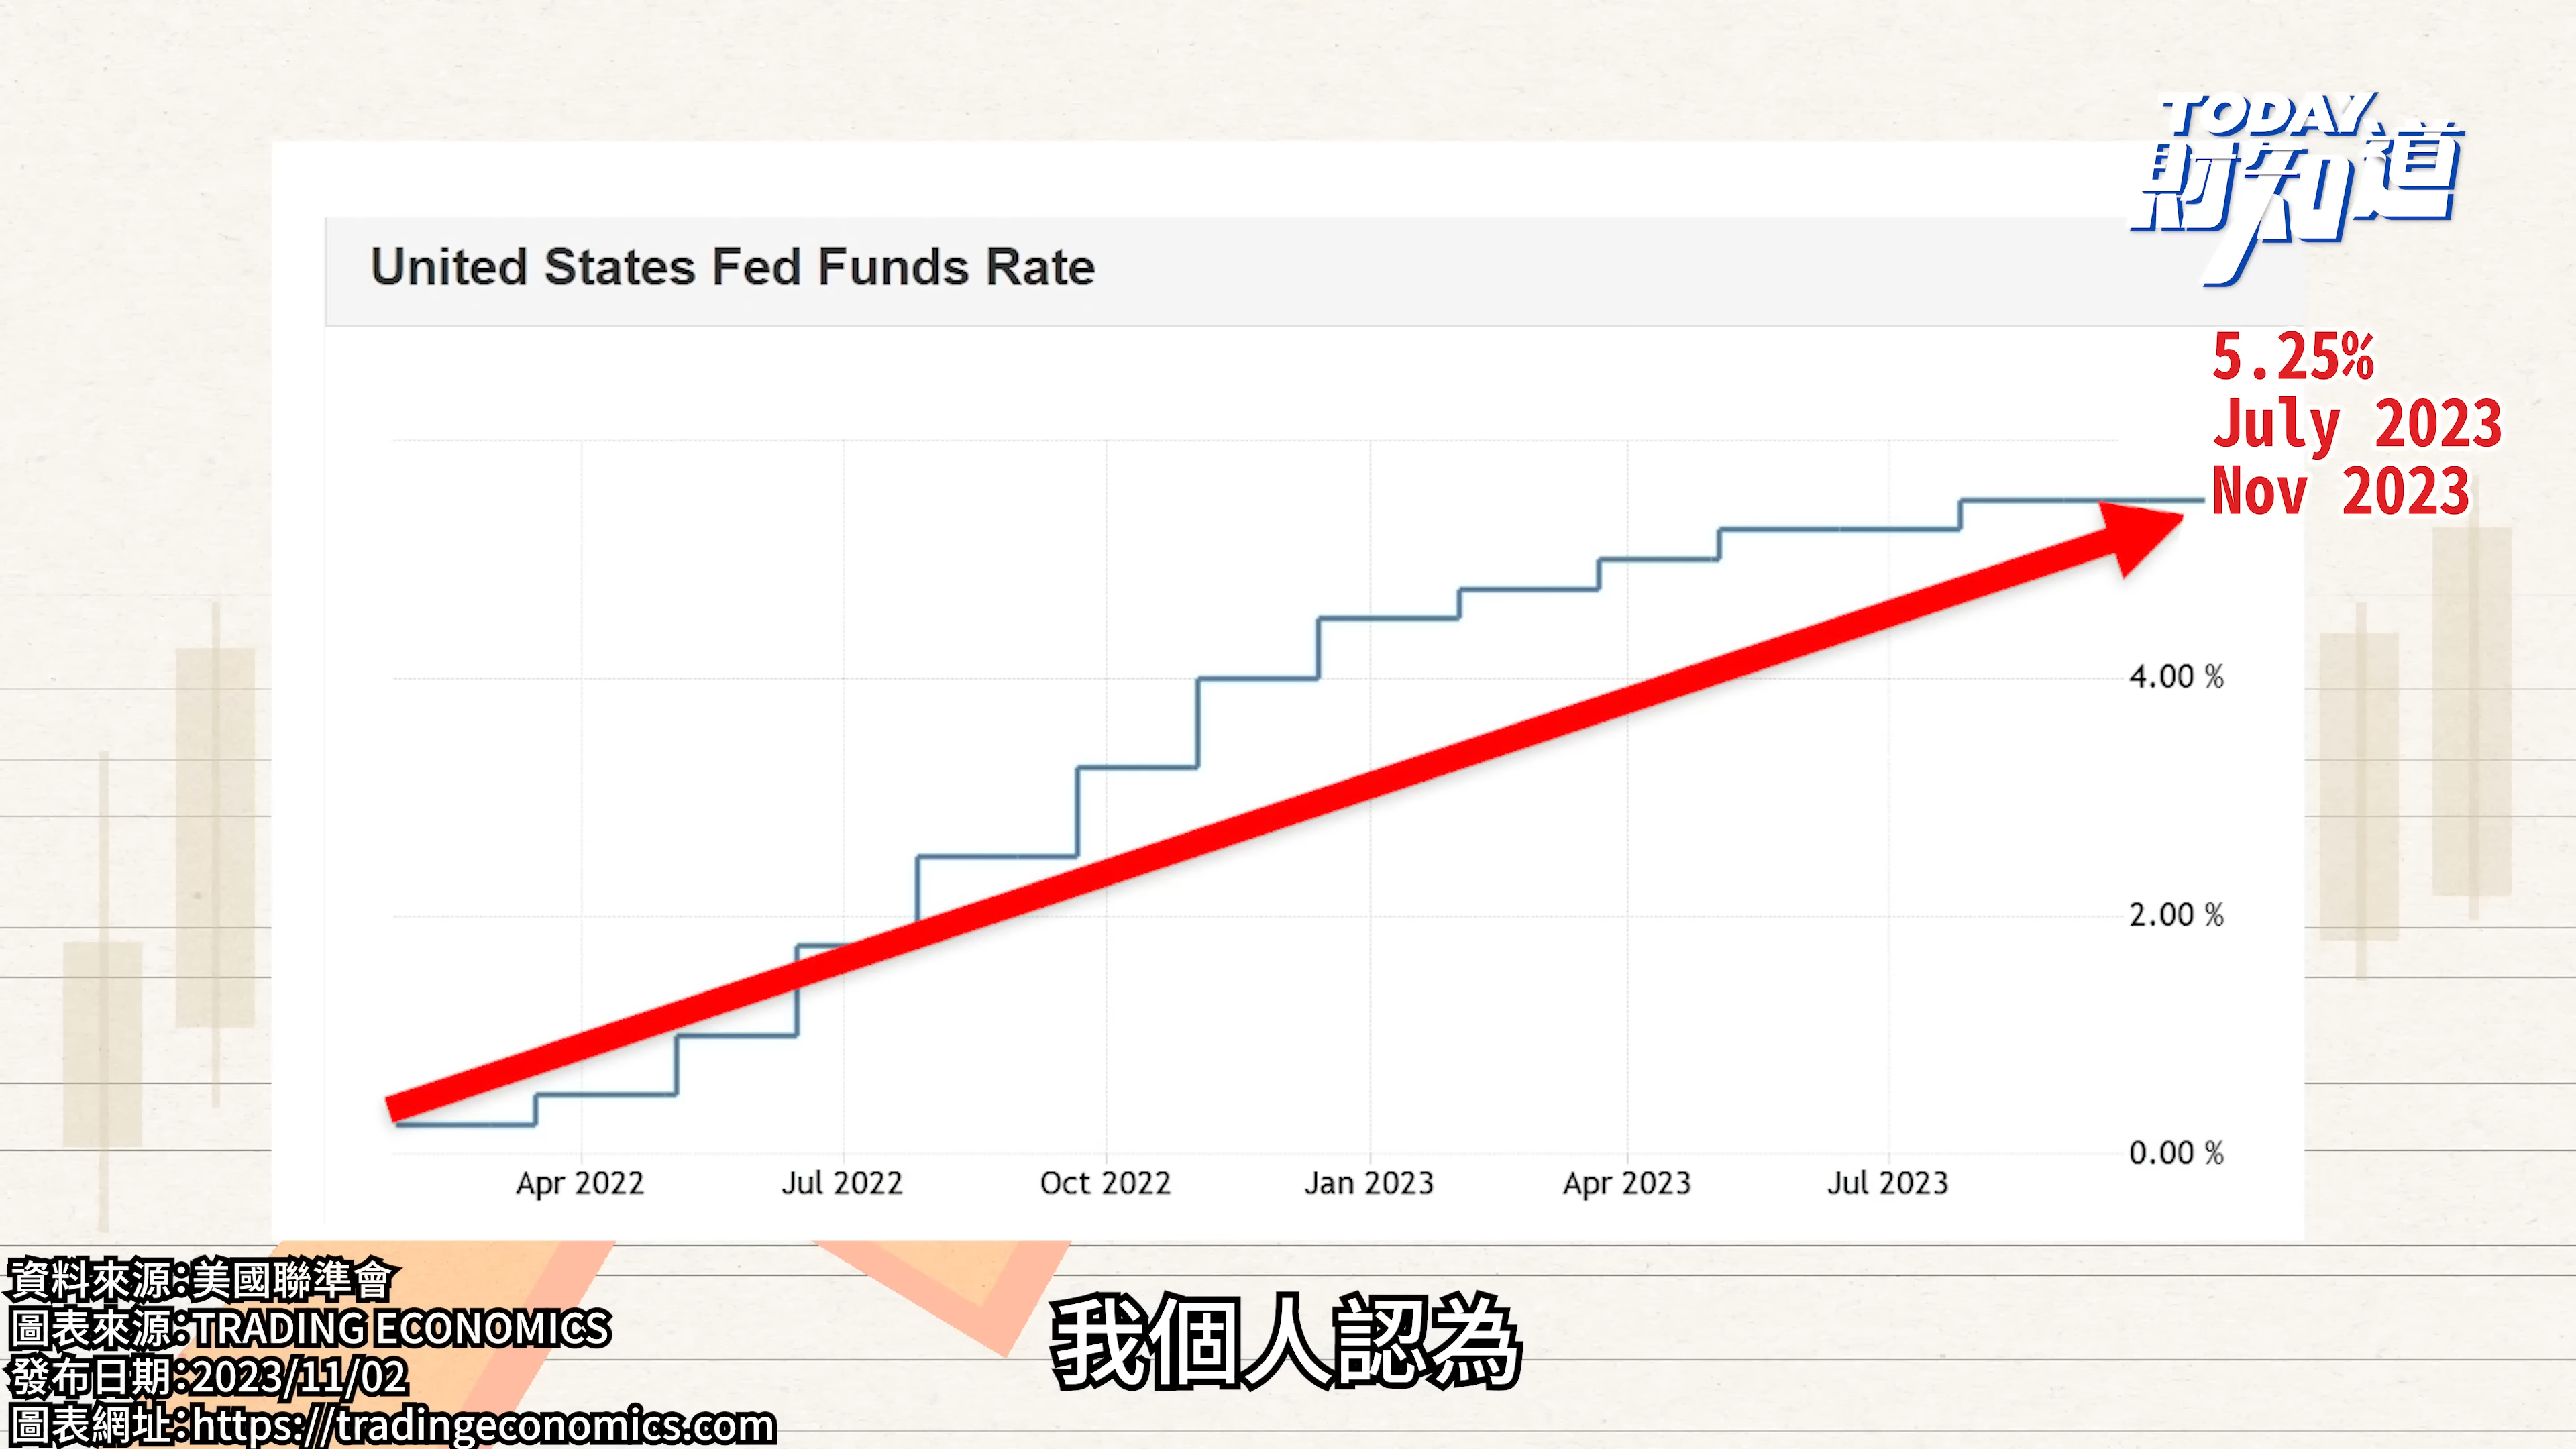 TODAY
財知道
United States Fed Funds Rate
5.25%
July 2023
Nov 2023
4.00 %
2.00 %
0.00 %
Apr 2022
Jul 2022
Oct 2022
Jan 2023
Apr 2023
Jul 2023
資料來源:美國聯準會
圖表來源:TRADING ECONOMICS
發布日期:2023/11/02
圖表網址:https://tradingeconomics.com
我個人認為